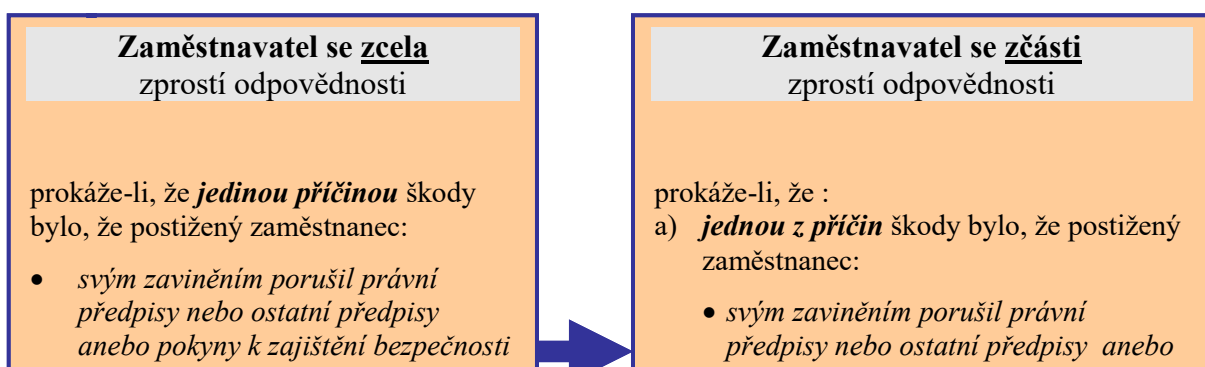 Zaměstnavatel se zcela
zprostí odpovědnosti
prokáže-li, že jedinou příčinou škody
bylo, že postižený zaměstnanec:
• svým zaviněním porušil právní
předpisy nebo ostatní předpisy
anebo pokyny k zajištění bezpečnosti
Zaměstnavatel se zčásti
zprostí odpovědnosti
prokáže-li, že :
a) jednou z příčin škody bylo, že postižený
zaměstnanec:
• svým zaviněním porušil právní
předpisy nebo ostatní předpisy anebo